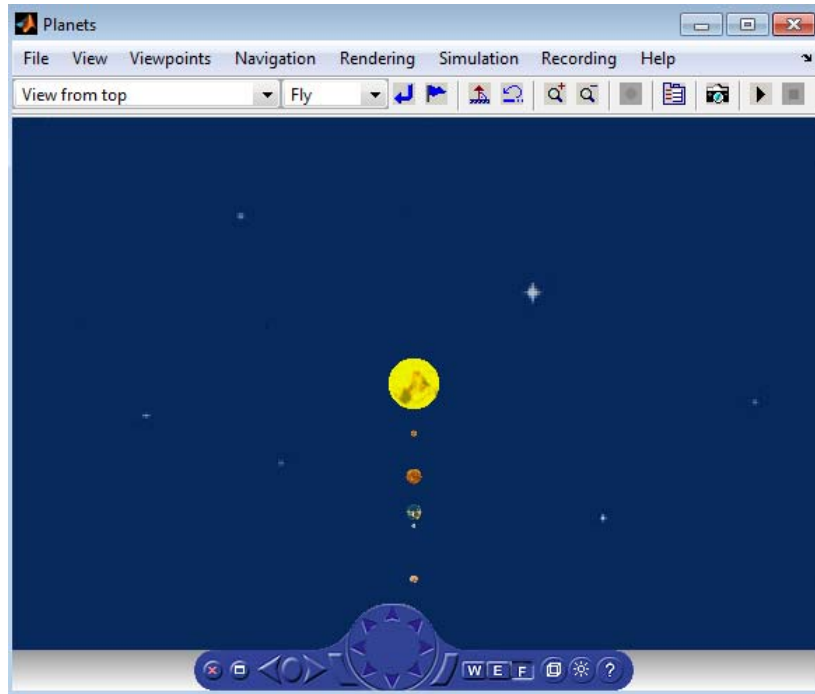 Planets
File View Viewpoints Navigation Rendering Simulation Recording Help
View from top Fly
W E F ?